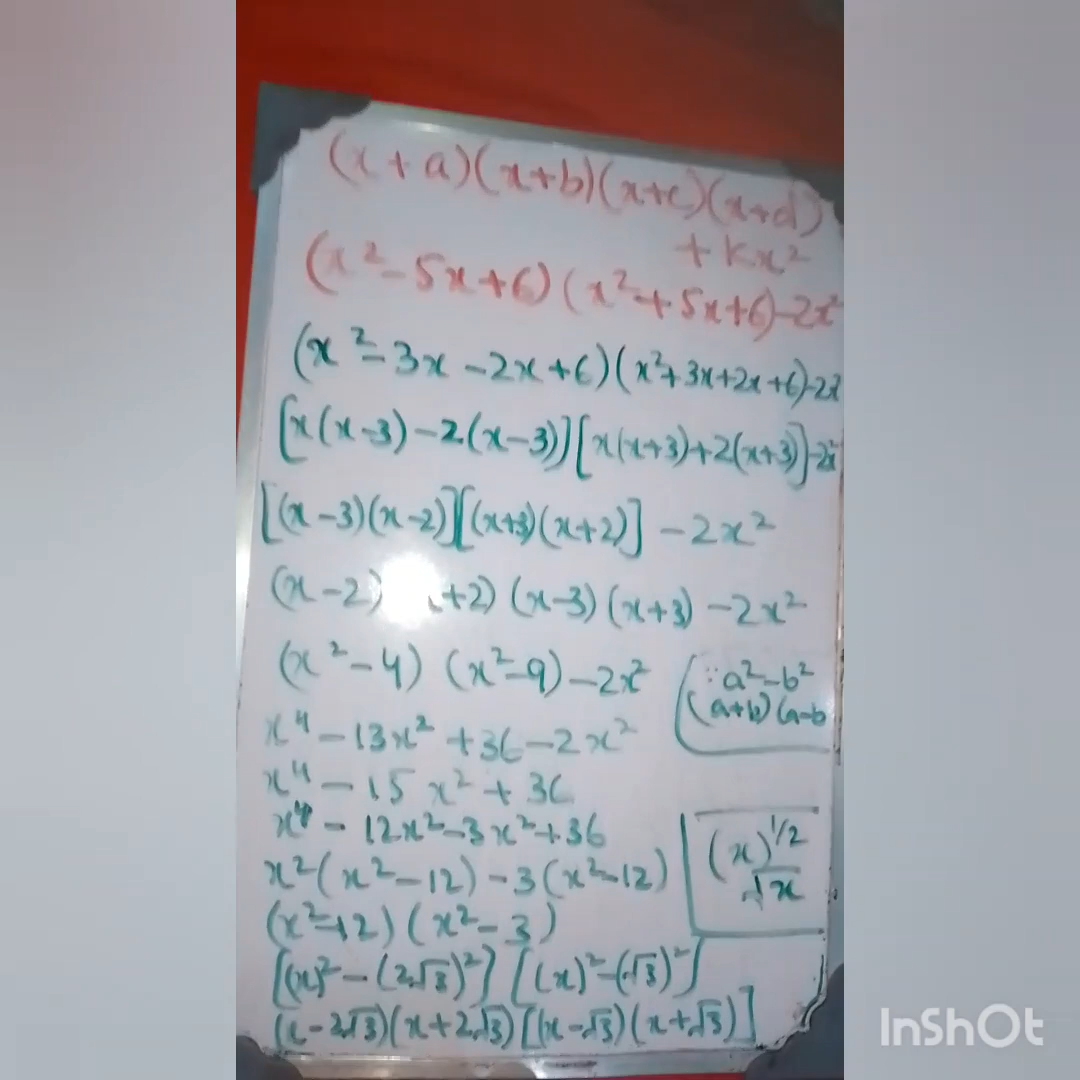 (x+a)(x+b)(x+c)(x+d)
+ kx²
(x²-5x+6)(x²+5x+6)-2x²
(x²-3x-2x+6)(x²+3x+2x+6)-2x²
[x(x-3)-2(x-3)][x(x+3)+2(x+3)]-2x²
[(x-3)(x-2)][(x+3)(x+2)] -2x²
(x-2) +2)(x-3)(x+3)-2x²
(x²-4)(x²-9)-2x²
∵a²-b²
(a+b)(a-b
x⁴-13x²+36-2x²
x⁴-15x²+36
x⁴-12x²-3x²+36
x²(x²-12)-3(x²-12)
(x)^1/2
√x
(x²-12)(x²-3)
[(x)²-(2√3)²][(x)²-(√3)²]
(x-2√3)(x+2√3)[(x-√3)(x+√3)]
InShOt